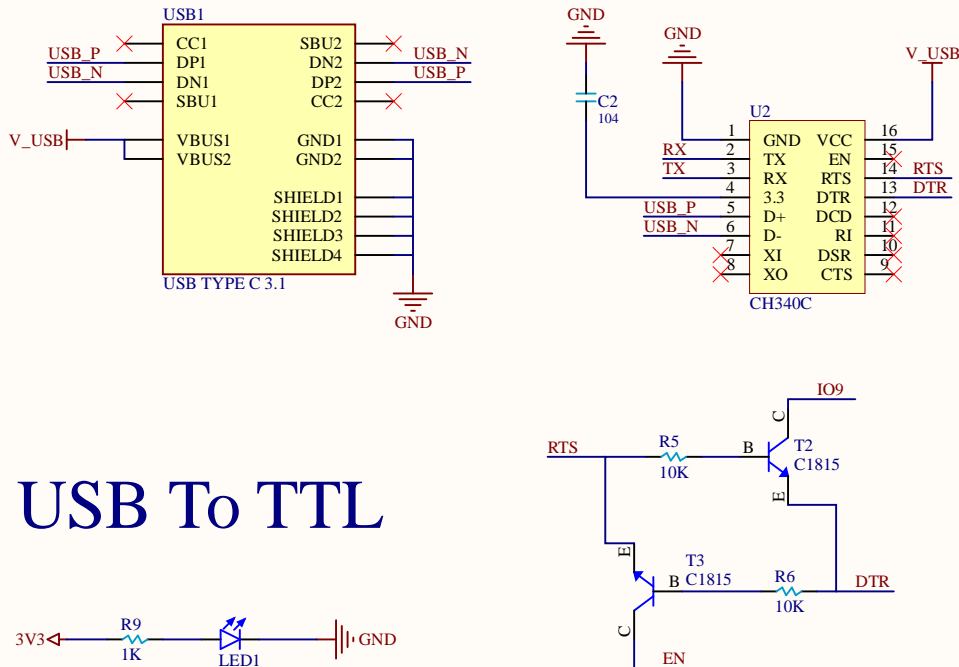 USB1
CC1
DP1
DN1
SBU1
VBUS1
VBUS2
SBU2
DN2
DP2
CC2
GND1
GND2
SHIELD1
SHIELD2
SHIELD3
SHIELD4
USB_P
USB_N
V_USB
USB_N
USB_P
USB TYPE C 3.1
GND
GND
C2
104
GND
V_USB
U2
1 GND VCC 16
RX 2 TX EN 15
TX 3 RX RTS 14 RTS
4 3.3 DTR 13 DTR
USB_P 5 D+ DCD 12
USB_N 6 D- RI 11
7 XI DSR 10
8 XO CTS 9
CH340C
USB To TTL
IO9
C
RTS
R5
10K
B
T2
C1815
E
E
T3
C1815
B
R6
10K
DTR
C
EN
3V3
R9
1K
LED1
GND